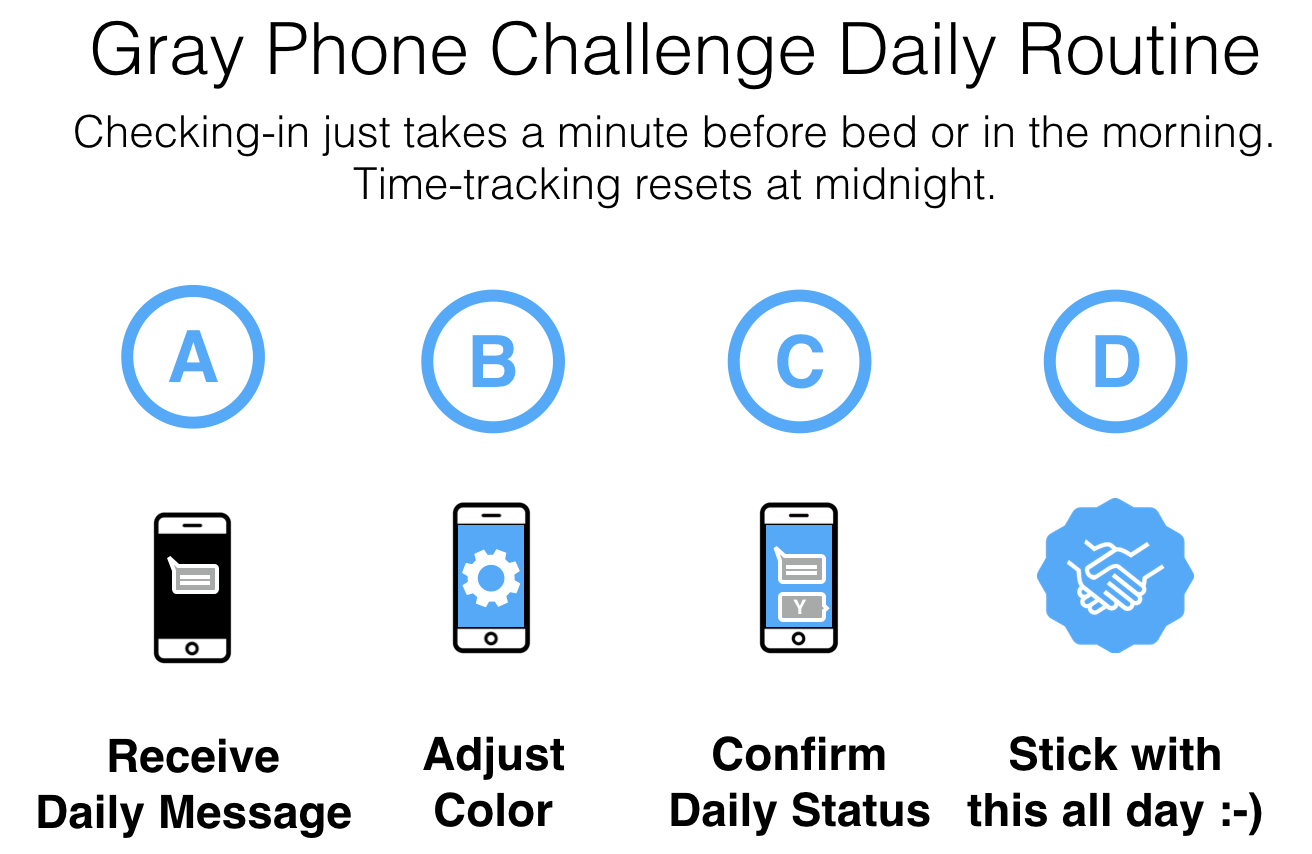 Gray Phone Challenge Daily Routine
Checking-in just takes a minute before bed or in the morning.
Time-tracking resets at midnight.
A
B
C
D
Y
Receive
Daily Message
Adjust
Color
Confirm
Daily Status
Stick with
this all day :-)